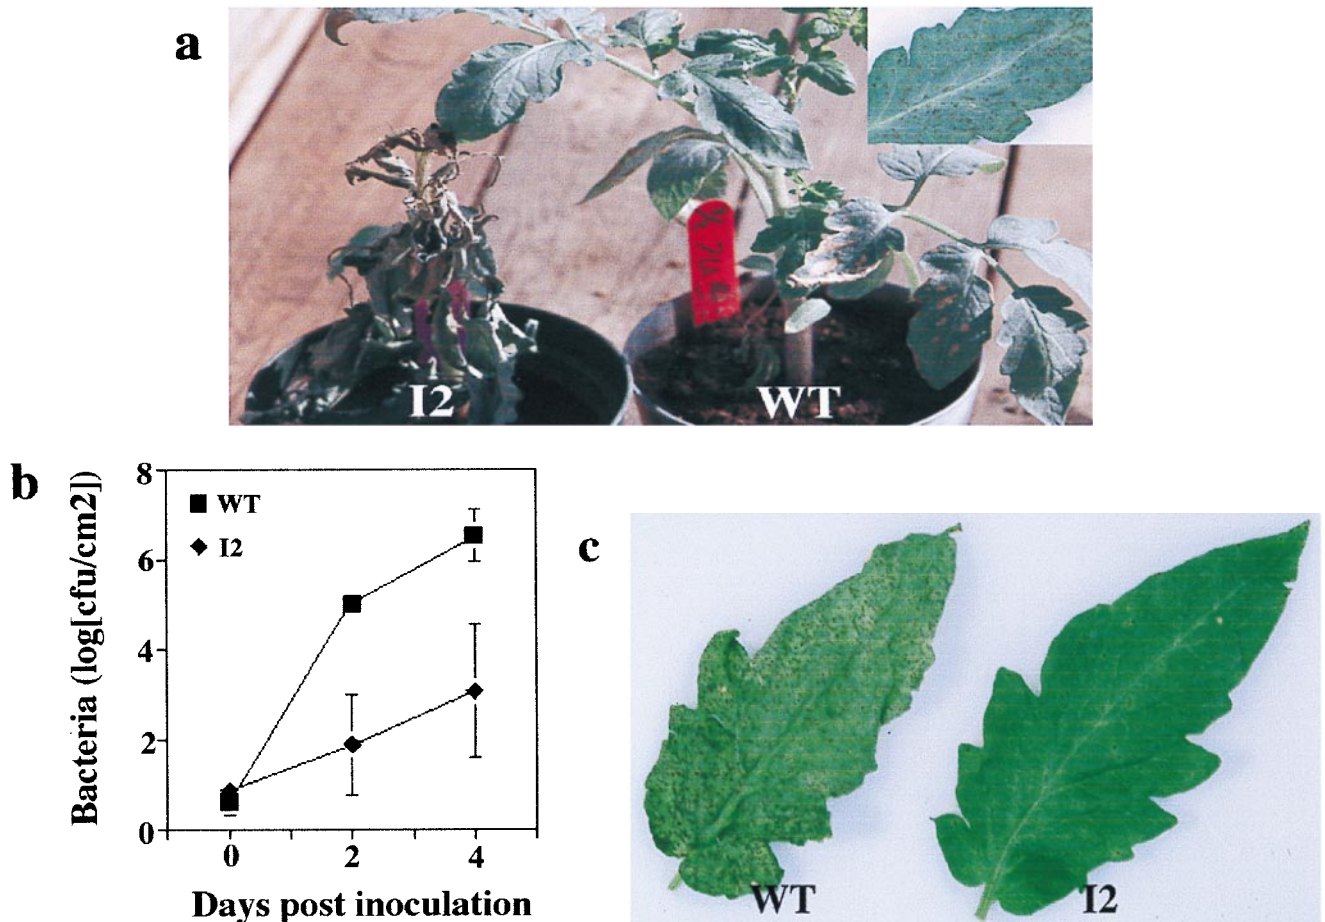 a
I2 WT
b
8
6
4
2
0
WT
I2
Bacteria (log[cfu/cm2])
0 2 4
Days post inoculation
c
WT I2